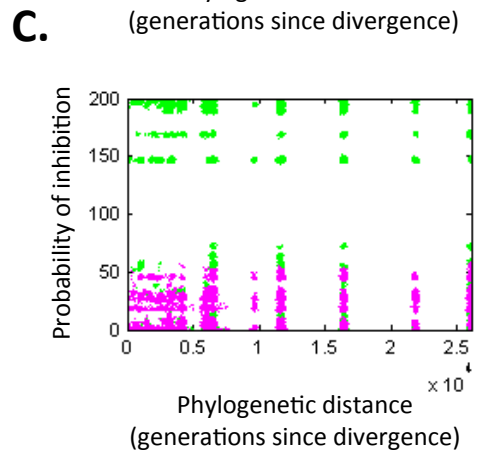 (generations since divergence)
C.
Probability of inhibition
200
150
100
50
0
0 0.5 1 1.5 2 2.5
x 10
Phylogenetic distance
(generations since divergence)